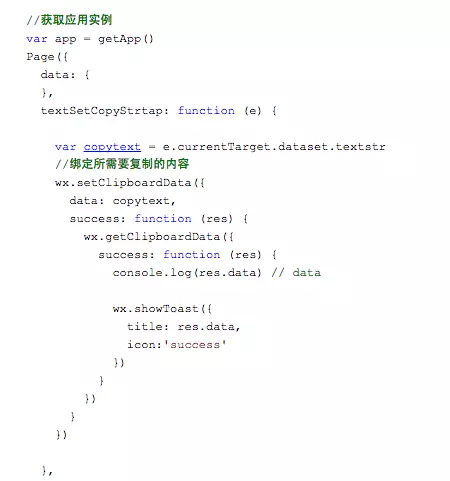 //获取应用实例
var app = getApp()
Page({
  data: {
  },
  textSetCopyStrtap: function (e) {

    var copytext = e.currentTarget.dataset.textstr
    //绑定所需要复制的内容
    wx.setClipboardData({
      data: copytext,
      success: function (res) {
        wx.getClipboardData({
          success: function (res) {
            console.log(res.data) // data

            wx.showToast({
              title: res.data,
              icon:'success'
            })
          }
        })
      }
    })

  },